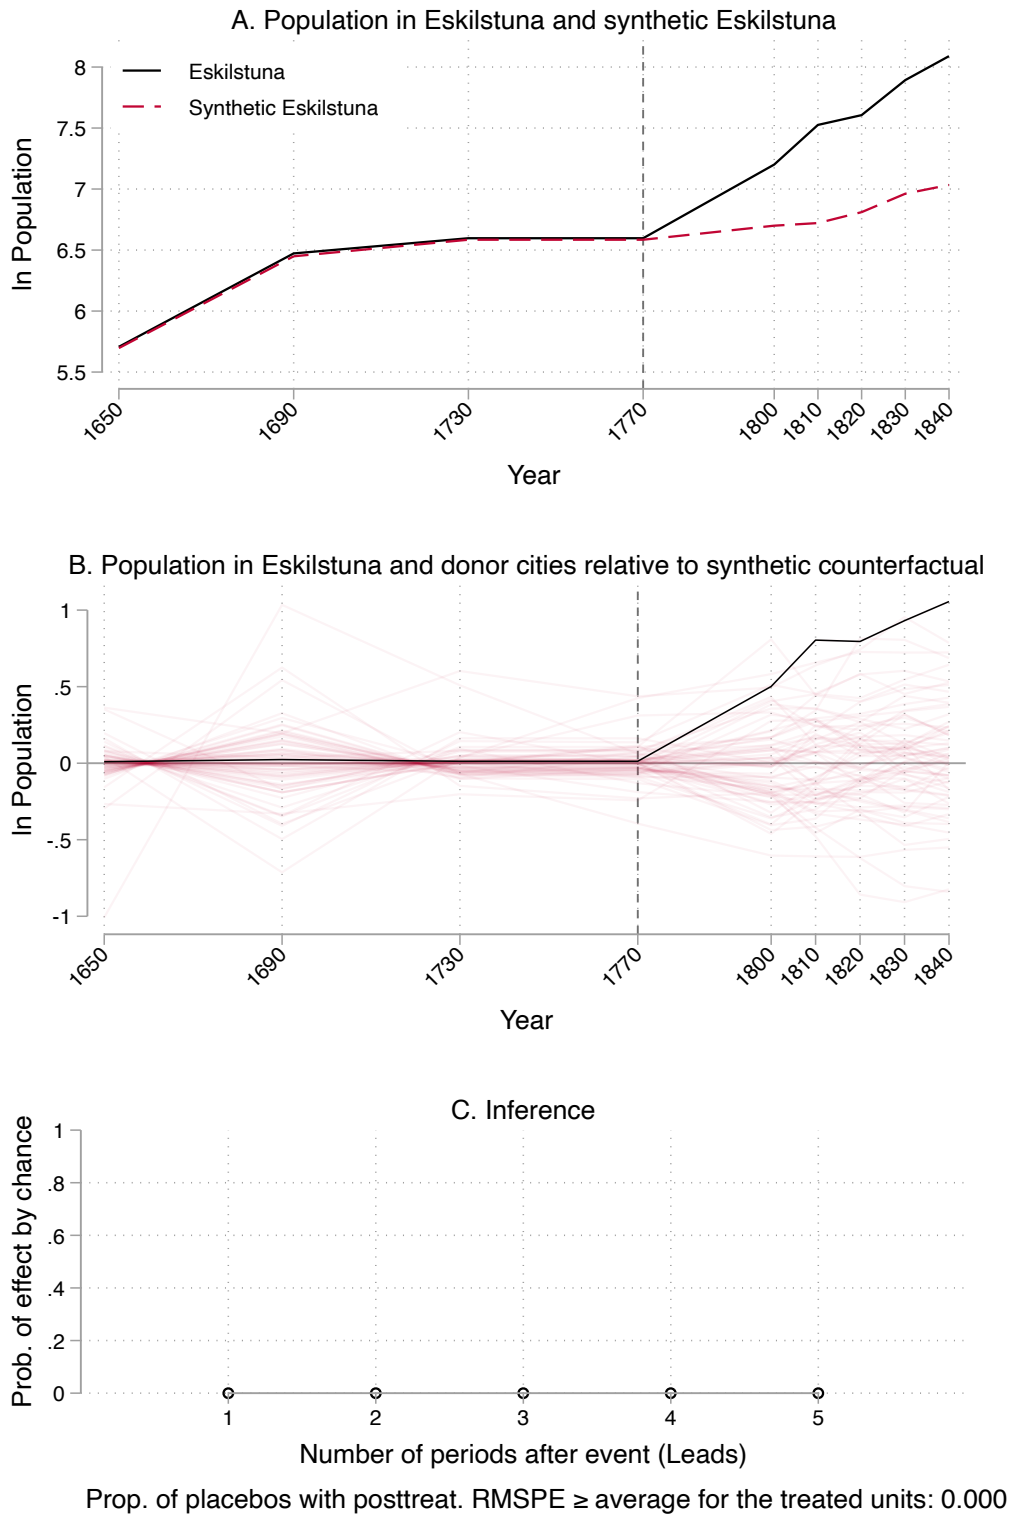 A. Population in Eskilstuna and synthetic Eskilstuna
Eskilstuna
Synthetic Eskilstuna
ln Population
8
7.5
7
6.5
6
5.5
1650 1690 1730 1770 1800 1810 1820 1830 1840
Year
B. Population in Eskilstuna and donor cities relative to synthetic counterfactual
ln Population
1
.5
0
-.5
-1
1650 1690 1730 1770 1800 1810 1820 1830 1840
Year
C. Inference
Prob. of effect by chance
1
.8
.6
.4
.2
0
1 2 3 4 5
Number of periods after event (Leads)
Prop. of placebos with posttreat. RMSPE ≥ average for the treated units: 0.000